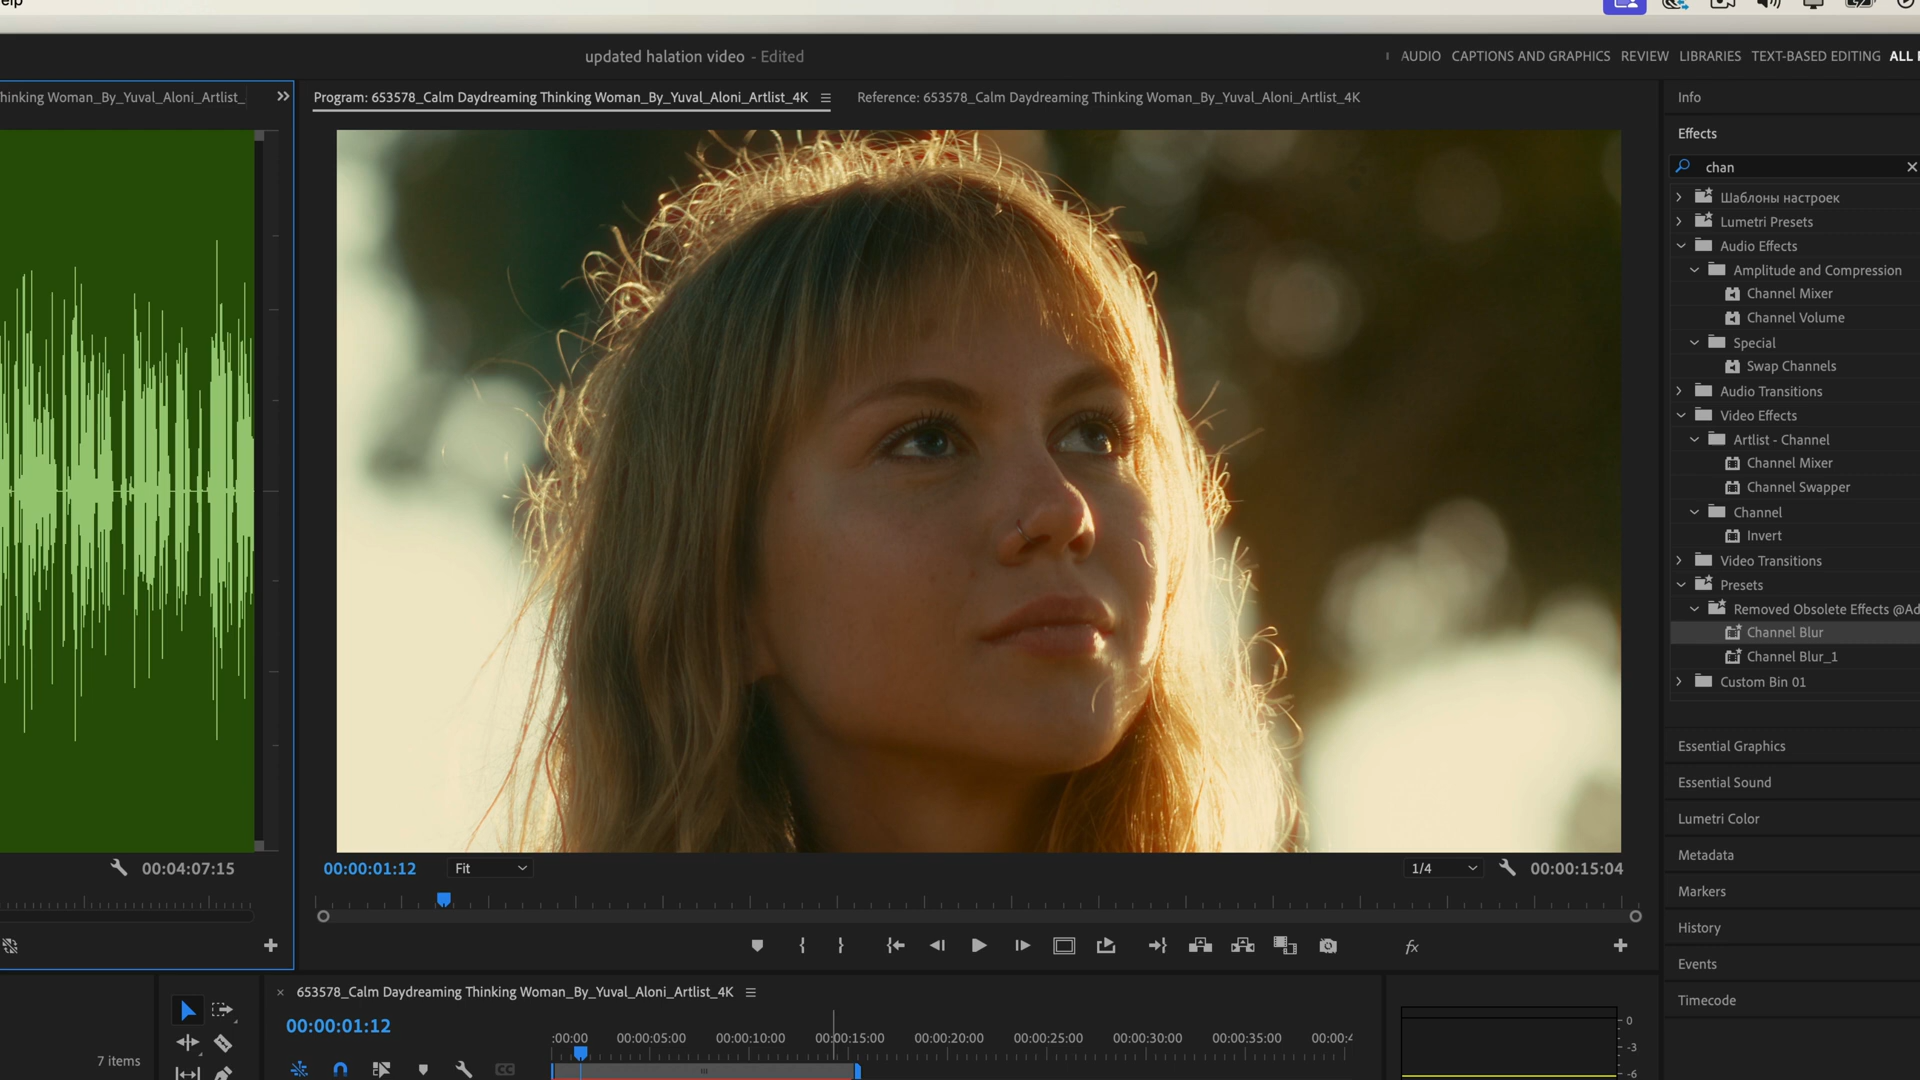 elp
updated halation video - Edited
AUDIO
CAPTIONS AND GRAPHICS
REVIEW
LIBRARIES
TEXT-BASED EDITING
ALL
hinking Woman_By_Yuval_Aloni_Artlist_
Program: 653578_Calm Daydreaming Thinking Woman_By_Yuval_Aloni_Artlist_4K
Reference: 653578_Calm Daydreaming Thinking Woman_By_Yuval_Aloni_Artlist_4K
Info
Effects
chan
Шаблоны настроек
Lumetri Presets
Audio Effects
Amplitude and Compression
Channel Mixer
Channel Volume
Special
Swap Channels
Audio Transitions
Video Effects
Artlist - Channel
Channel Mixer
Channel Swapper
Channel
Invert
Video Transitions
Presets
Removed Obsolete Effects @Ad
Channel Blur
Channel Blur_1
Custom Bin 01
Essential Graphics
Essential Sound
Lumetri Color
Metadata
Markers
History
Events
Timecode
00:04:07:15
00:00:01:12
Fit
1/4
00:00:15:04
fx
653578_Calm Daydreaming Thinking Woman_By_Yuval_Aloni_Artlist_4K
00:00:01:12
:00:00
00:00:05:00
00:00:10:00
00:00:15:00
00:00:20:00
00:00:25:00
00:00:30:00
00:00:35:00
00:00:4
7 items
CC
0
-3
-6